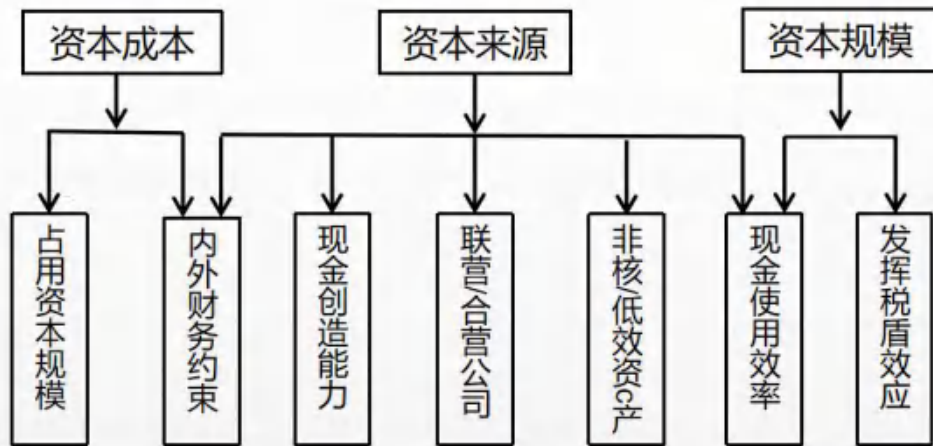 资本成本
资本来源
资本规模
占用资本规模
内外财务约束
现金创造能力
联营/合营公司
非核/低效资c产
现金使用效率
发挥税盾效应